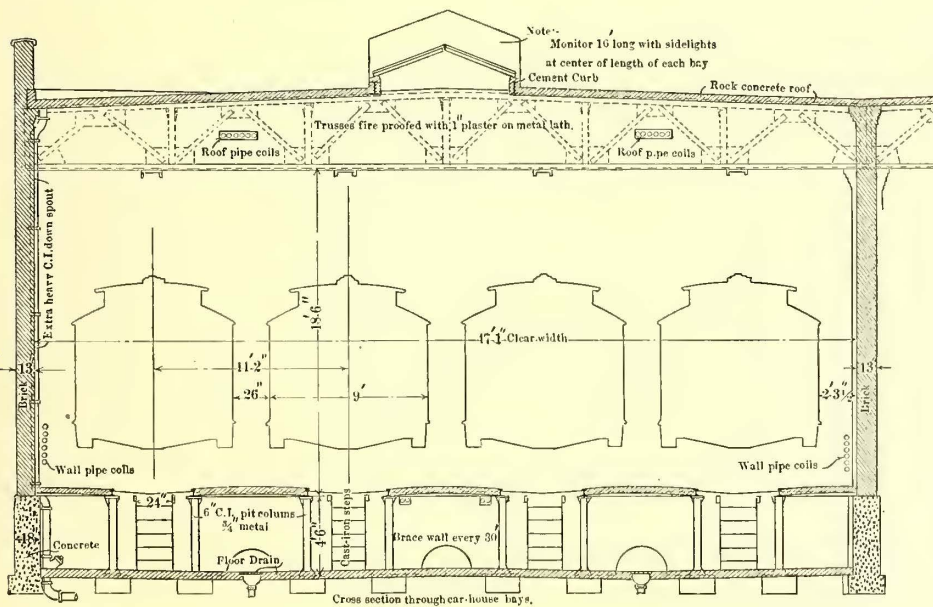 Note:-
Monitor 16' long with sidelights
at center of length of each bay
Cement Curb
Rock concrete roof
Trusses fire proofed with 1" plaster on metal lath.
Roof pipe coils
Roof p.pe coils
Extra heavy C.I. down spout
18'-6"
17'-1" Clear width
11'-2"
13"
Brick
26"
9'
2'-3½"
13"
Brick
Wall pipe coils
Wall pipe coils
24"
6" C.I. pit colums
¾" metal
4'-6"
Cast-iron steps
Brace wall every 30'
18"
Concrete
Floor Drain
Cross section through car-house bays.